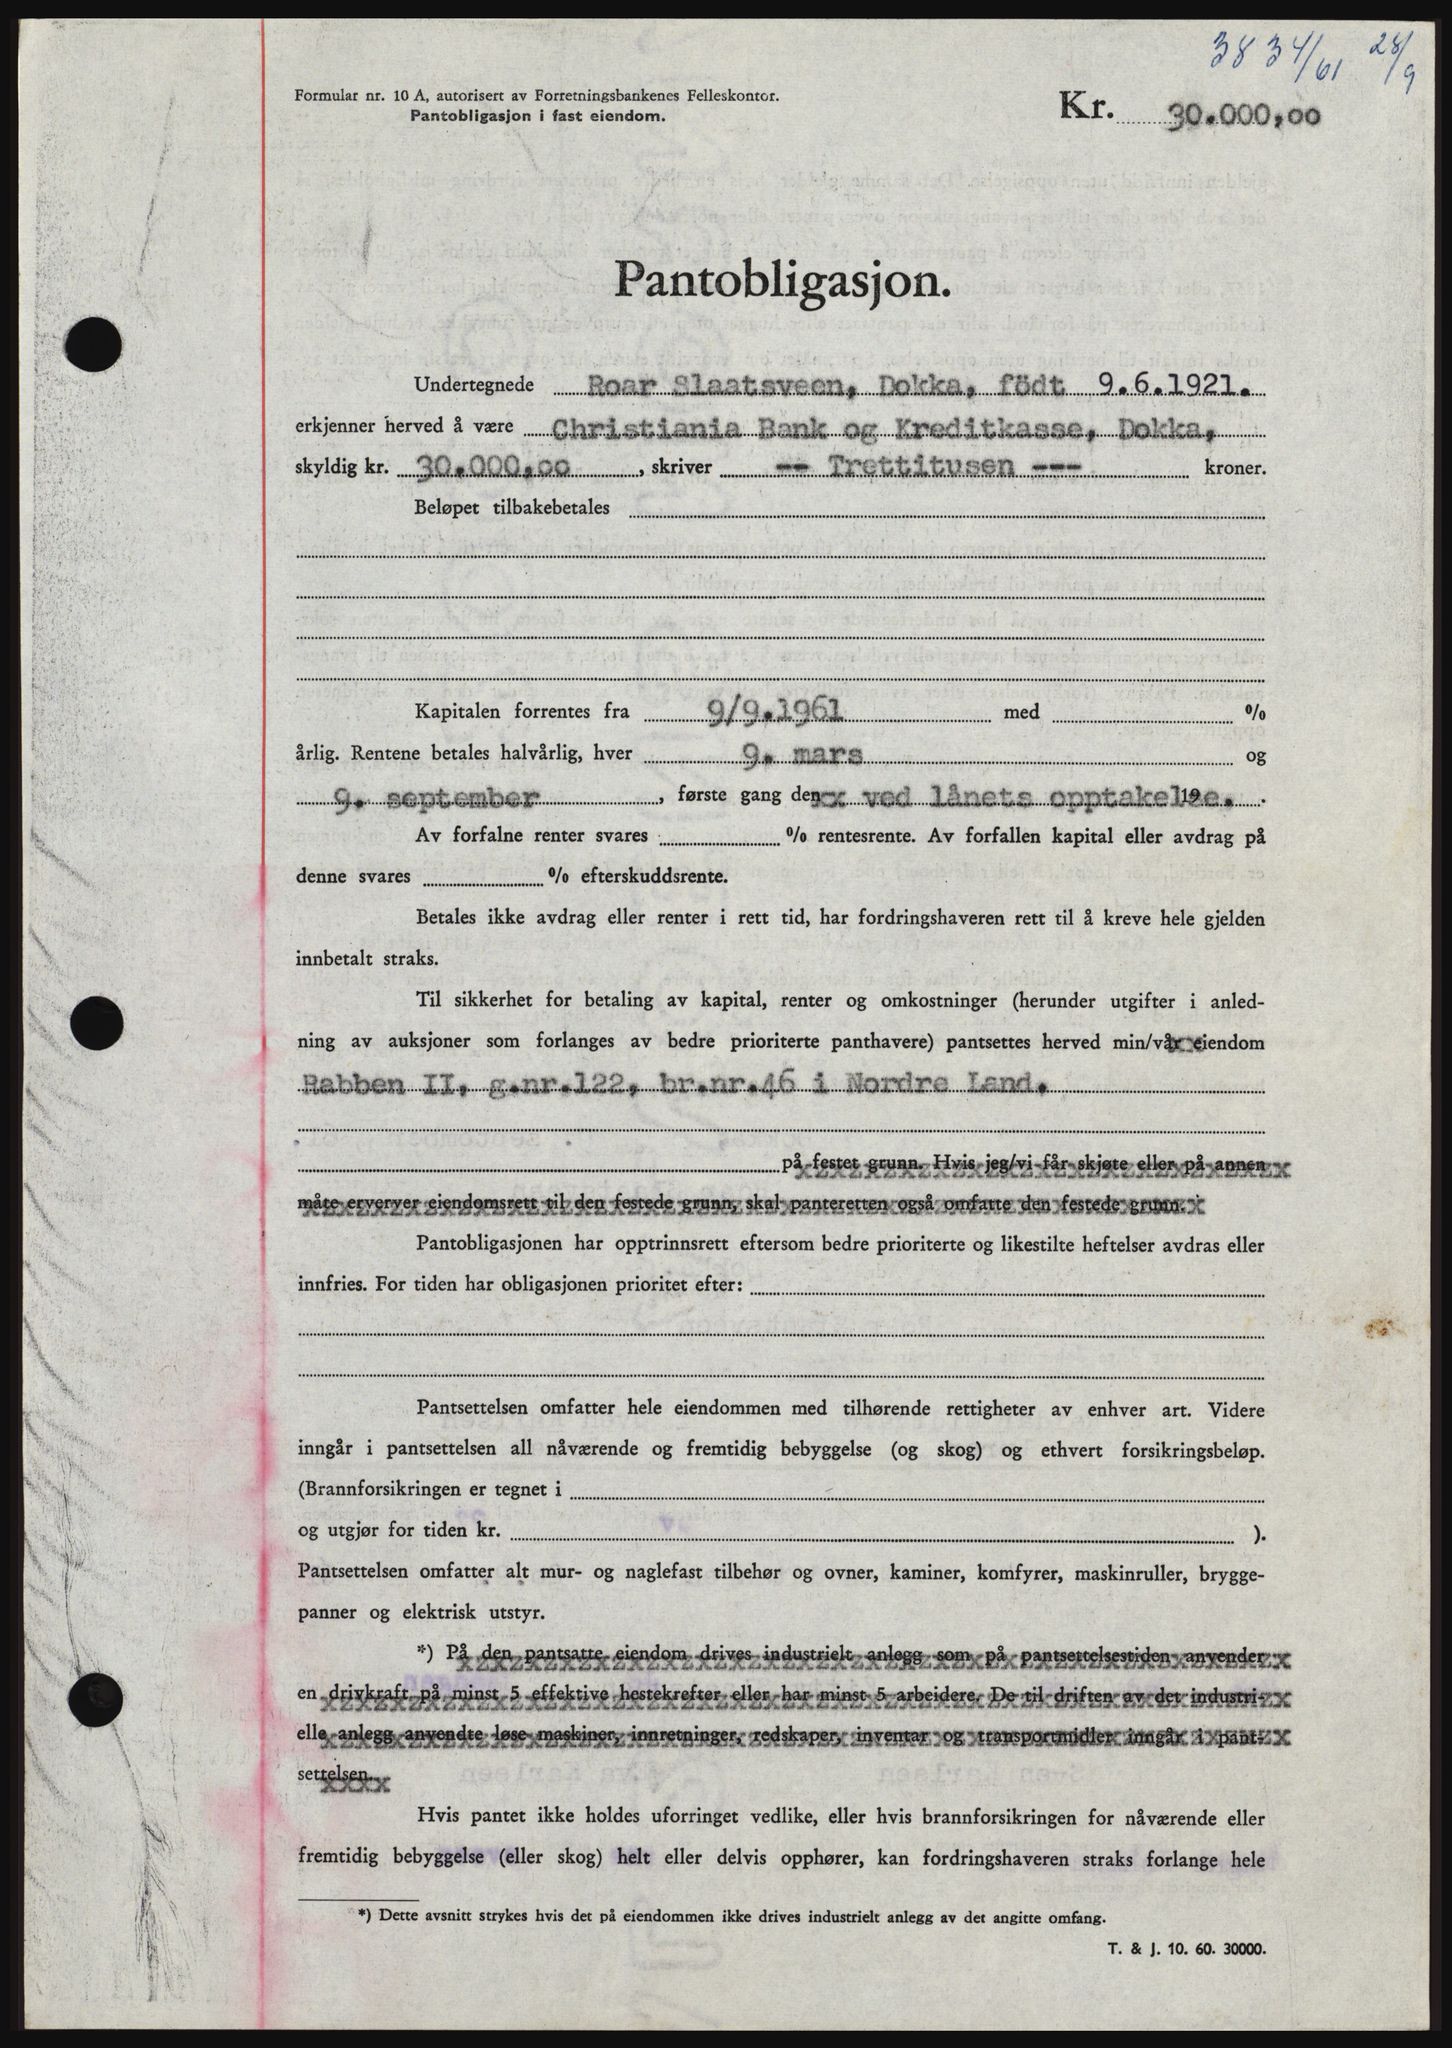 3834/61 28/9
Formular nr. 10 A, autorisert av Forretningsbankenes Felleskontor.
Pantobligasjon i fast eiendom.
Kr. 30.000,oo
Pantobligasjon.
Undertegnede Roar Slaatsveen, Dokka, födt 9.6.1921.
erkjenner herved å være Christiania Bank og Kreditkasse, Dokka,
skyldig kr. 30.000,oo , skriver -- Trettitusen --- kroner.
Beløpet tilbakebetales
Kapitalen forrentes fra 9/9.1961 med %
årlig. Rentene betales halvårlig, hver 9. mars og
9. september , første gang den xx ved lånets opptakelse. 19 .
Av forfalne renter svares % rentesrente. Av forfallen kapital eller avdrag på
denne svares % efterskuddsrente.
Betales ikke avdrag eller renter i rett tid, har fordringshaveren rett til å kreve hele gjelden
innbetalt straks.
Til sikkerhet for betaling av kapital, renter og omkostninger (herunder utgifter i anled-
ning av auksjoner som forlanges av bedre prioriterte panthavere) pantsettes herved min/vår eiendom
Rabben II, g.nr.122, br.nr.46 i Nordre Land.
på festet grunn. Hvis jeg/vi får skjøte eller på annen
måte erverver eiendomsrett til den festede grunn, skal panteretten også omfatte den festede grunn.
Pantobligasjonen har opptrinnsrett eftersom bedre prioriterte og likestilte heftelser avdras eller
innfries. For tiden har obligasjonen prioritet efter:
Pantsettelsen omfatter hele eiendommen med tilhørende rettigheter av enhver art. Videre
inngår i pantsettelsen all nåværende og fremtidig bebyggelse (og skog) og ethvert forsikringsbeløp.
(Brannforsikringen er tegnet i
og utgjør for tiden kr. ).
Pantsettelsen omfatter alt mur- og naglefast tilbehør og ovner, kaminer, komfyrer, maskinruller, brygge-
panner og elektrisk utstyr.
*) På den pantsatte eiendom drives industrielt anlegg som på pantsettelsestiden anvender
en drivkraft på minst 5 effektive hestekrefter eller har minst 5 arbeidere. De til driften av det industri-
elle anlegg anvendte løse maskiner, innretninger, redskaper, inventar og transportmidler inngår i pant-
settelsen.
Hvis pantet ikke holdes uforringet vedlike, eller hvis brannforsikringen for nåværende eller
fremtidig bebyggelse (eller skog) helt eller delvis opphører, kan fordringshaveren straks forlange hele
*) Dette avsnitt strykes hvis det på eiendommen ikke drives industrielt anlegg av det angitte omfang.
T. & J. 10. 60. 30000.